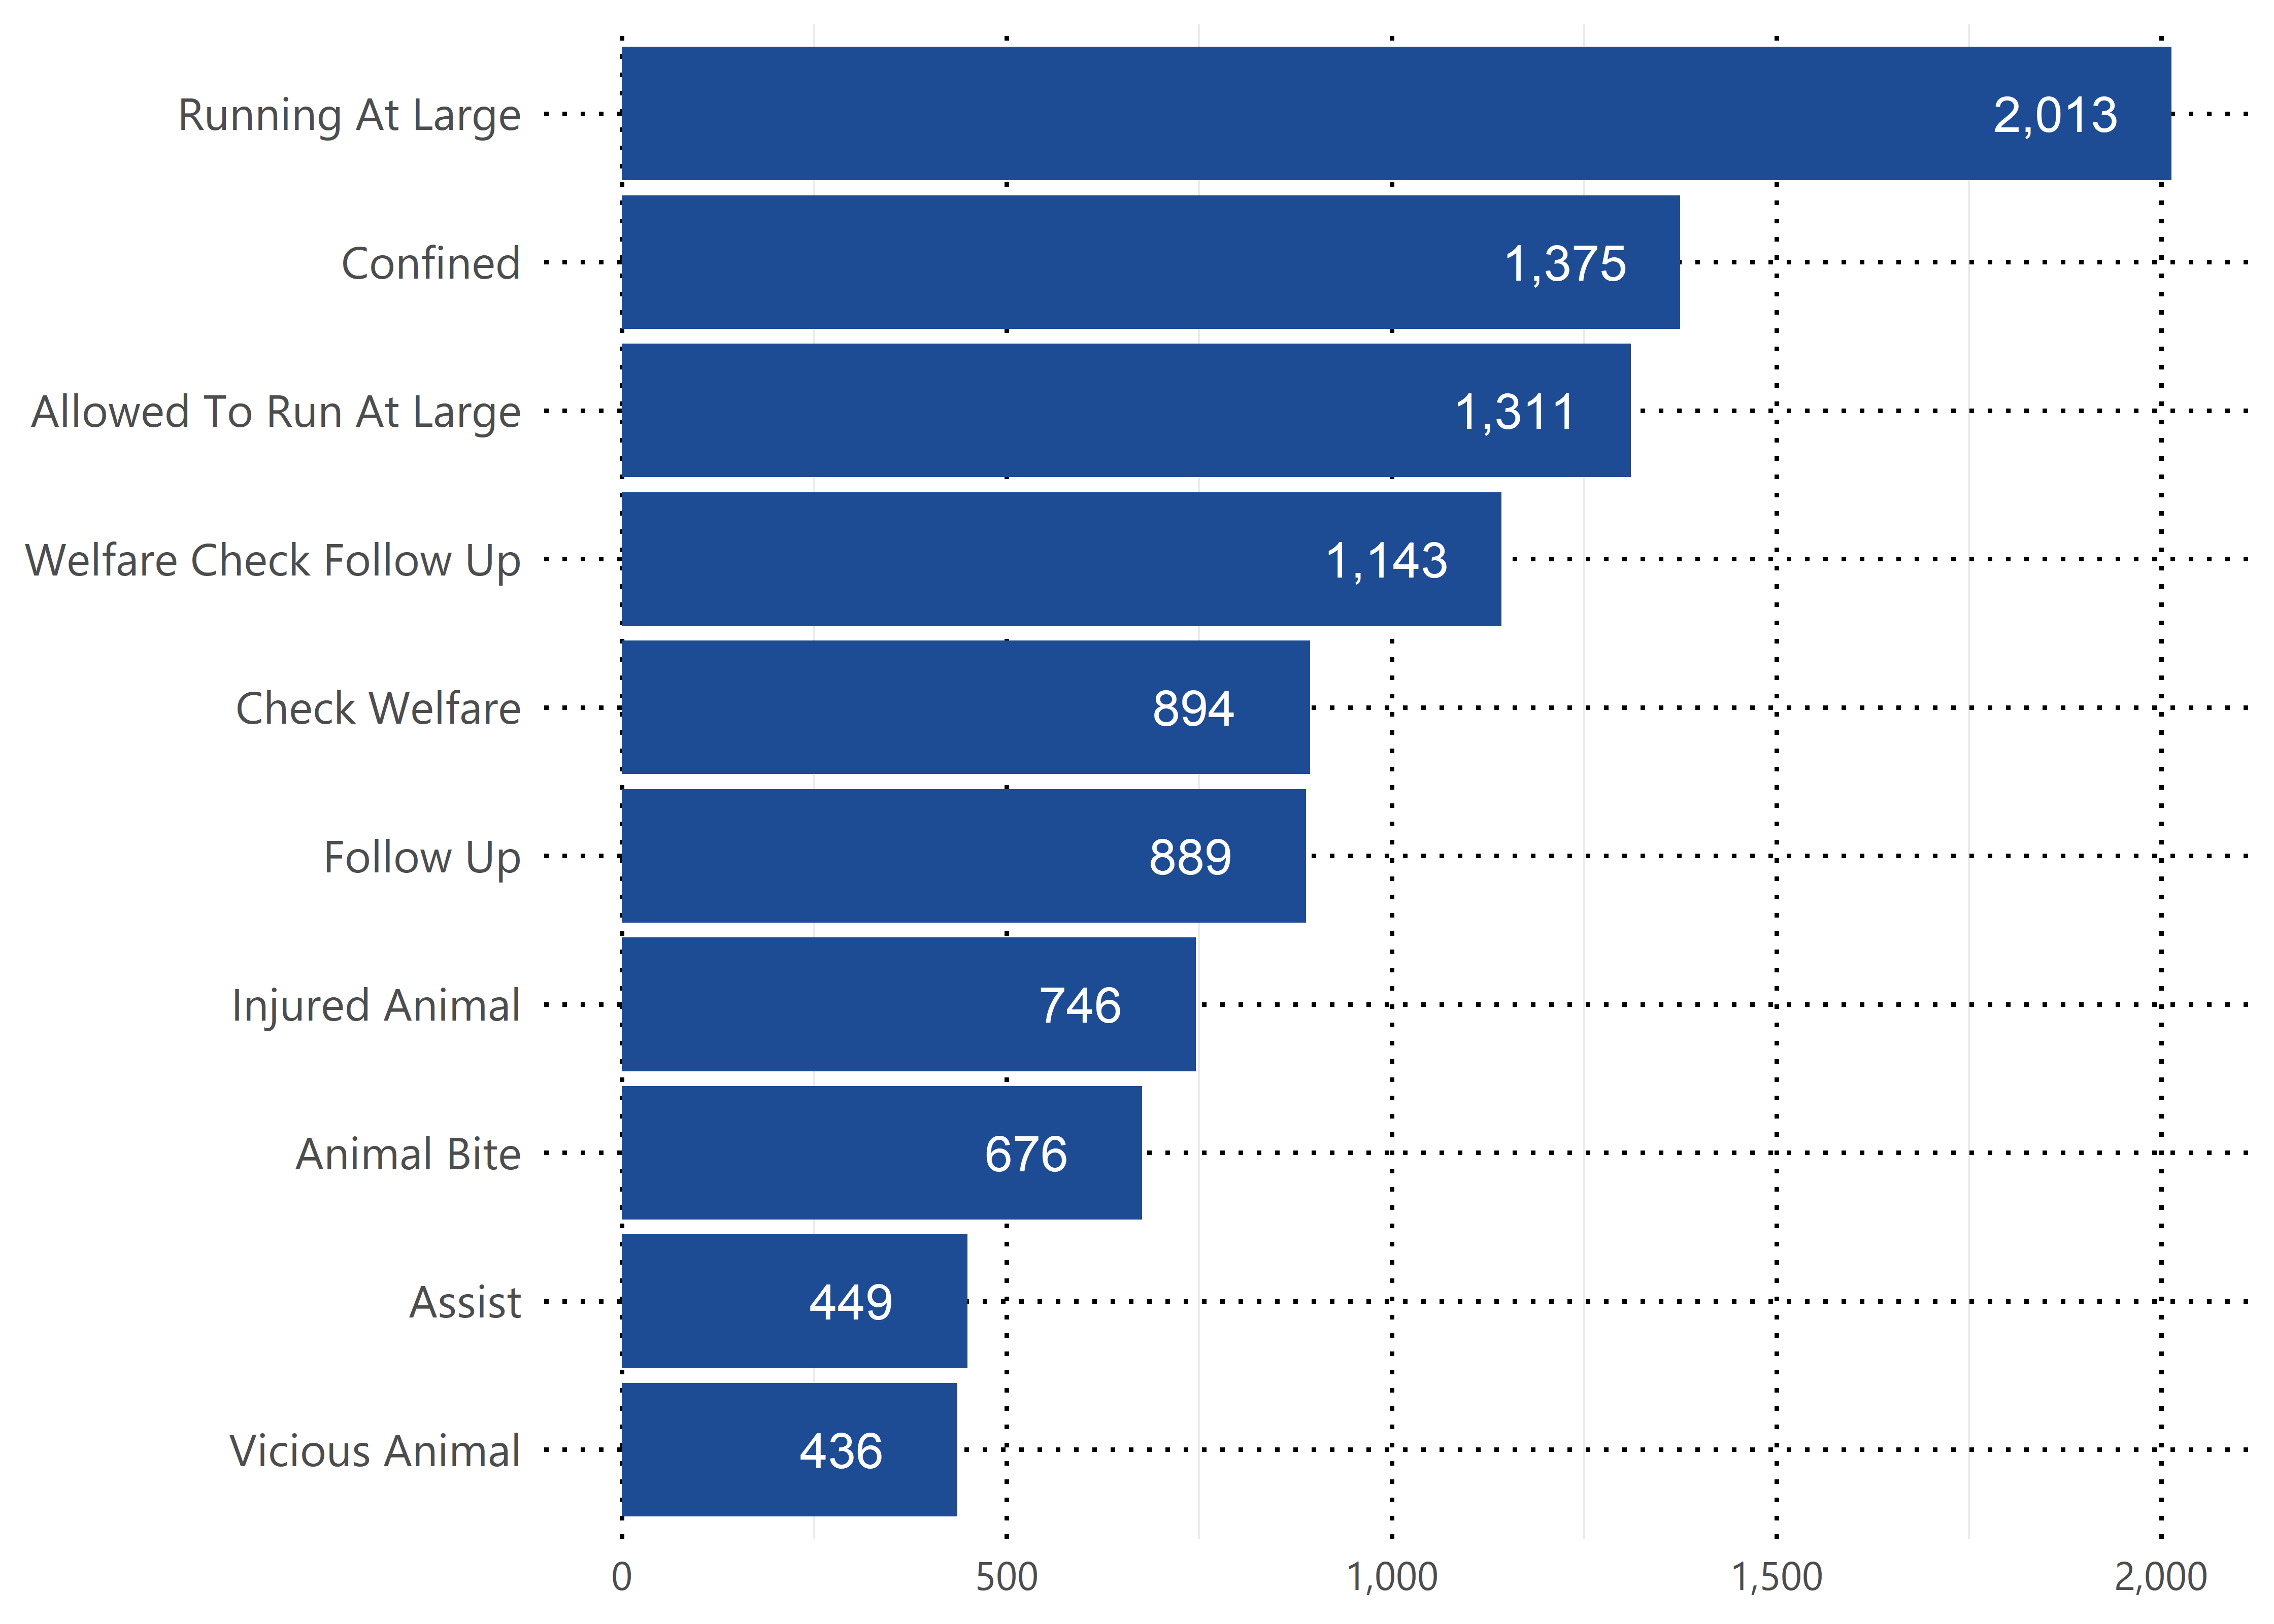 Running At Large 2,013
Confined 1,375
Allowed To Run At Large 1,311
Welfare Check Follow Up 1,143
Check Welfare 894
Follow Up 889
Injured Animal 746
Animal Bite 676
Assist 449
Vicious Animal 436
0 500 1,000 1,500 2,000